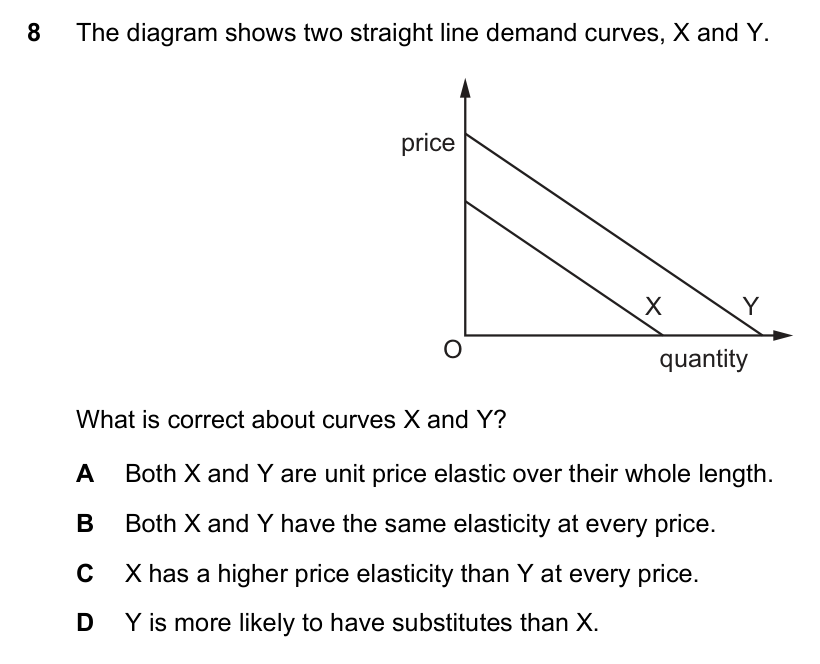 8 The diagram shows two straight line demand curves, X and Y.
price
X
Y
O
quantity
What is correct about curves X and Y?
A Both X and Y are unit price elastic over their whole length.
B Both X and Y have the same elasticity at every price.
C X has a higher price elasticity than Y at every price.
D Y is more likely to have substitutes than X.